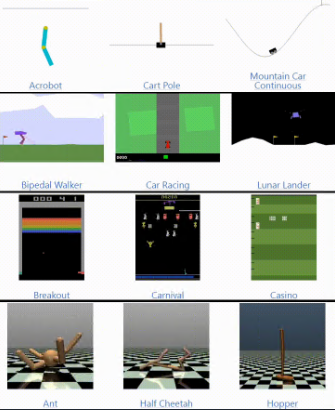 Acrobot
Cart Pole
Mountain Car
Continuous
Bipedal Walker
Car Racing
Lunar Lander
Breakout
Carnival
Casino
Ant
Half Cheetah
Hopper